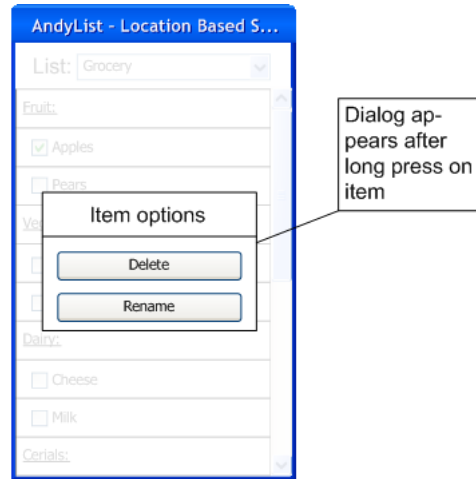 AndyList - Location Based S...
List: Grocery
Fruit:
Apples
Pears
Ve
Item options
Delete
Rename
Dairy:
Cheese
Milk
Cerials:
Dialog ap-
pears after
long press on
item